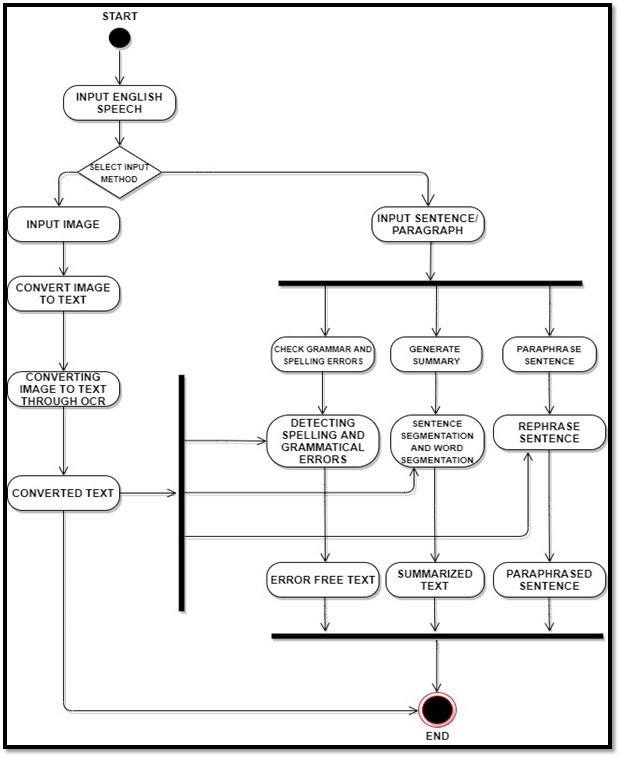 START
INPUT ENGLISH
SPEECH
SELECT INPUT
METHOD
INPUT IMAGE
INPUT SENTENCE/
PARAGRAPH
CONVERT IMAGE
TO TEXT
CHECK GRAMMAR AND
SPELLING ERRORS
GENERATE
SUMMARY
PARAPHRASE
SENTENCE
CONVERTING
IMAGE TO TEXT
THROUGH OCR
DETECTING
SPELLING AND
GRAMMATICAL
ERRORS
SENTENCE
SEGMENTATION
AND WORD
SEGMENTATION
REPHRASE
SENTENCE
CONVERTED TEXT
ERROR FREE TEXT
SUMMARIZED
TEXT
PARAPHRASED
SENTENCE
END